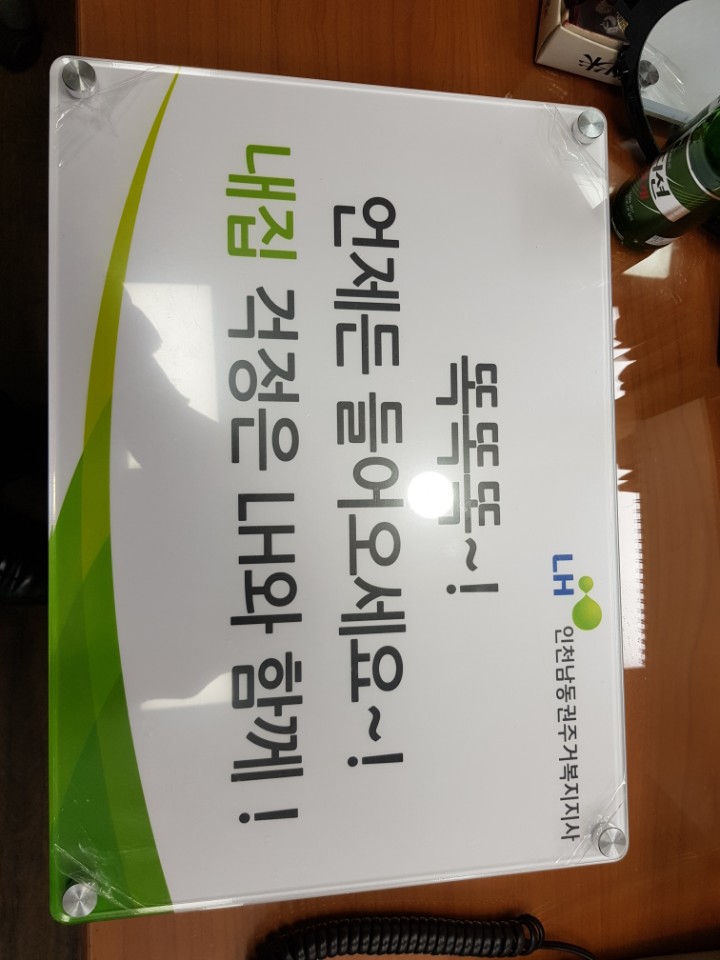 LH 인천남동권주거복지지사
똑똑똑~!
언제든 들어오세요~!
내집 걱정은 LH와 함께!